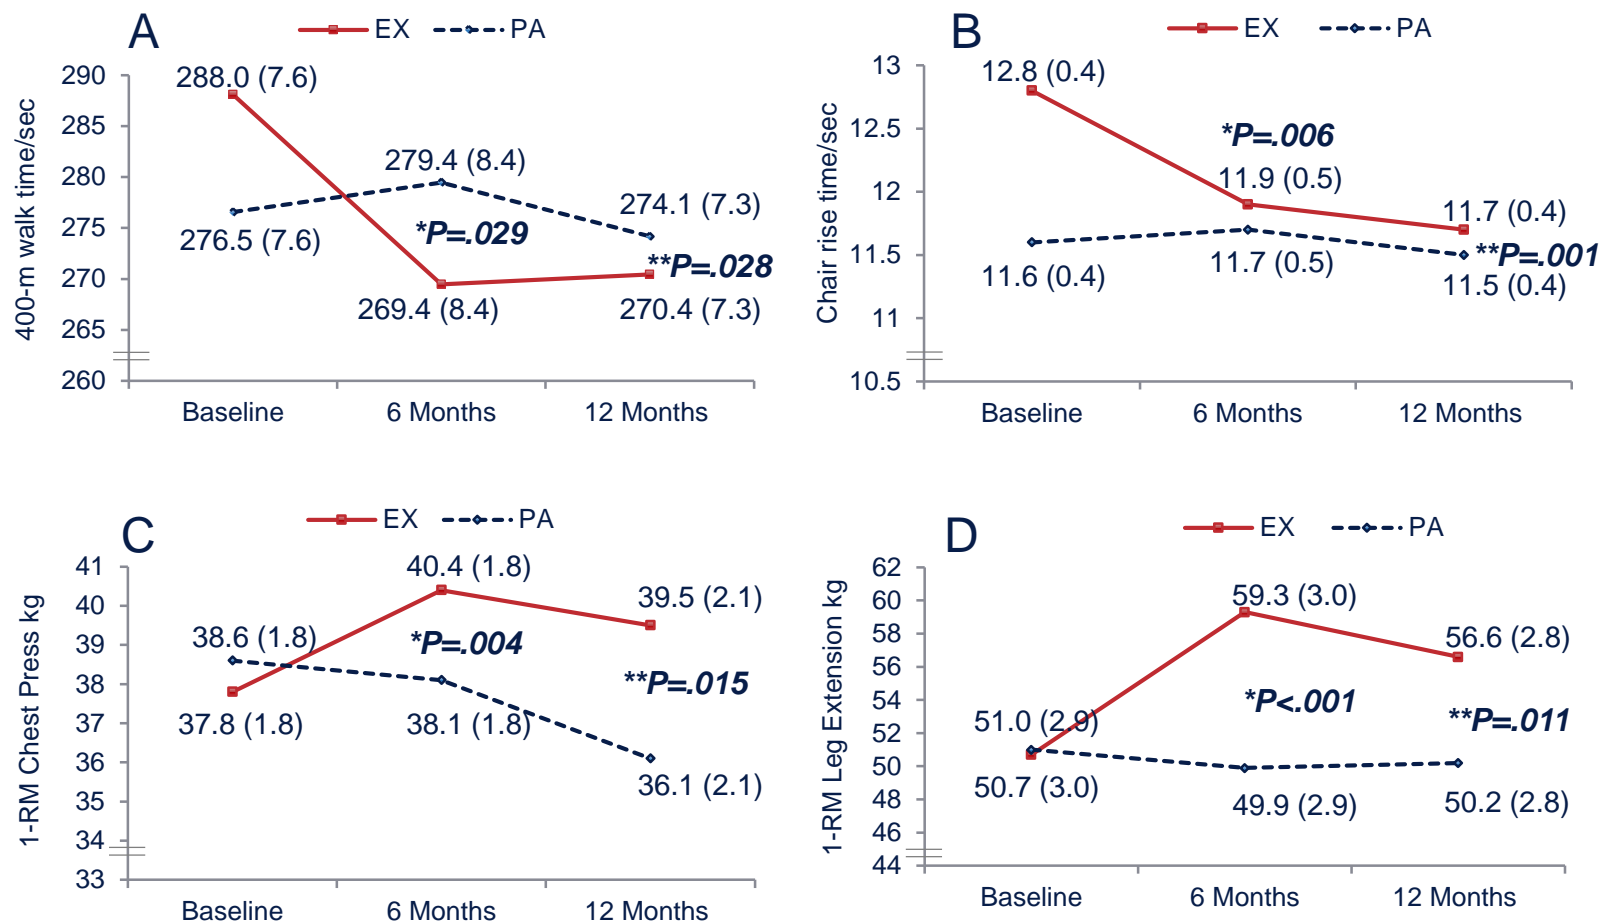 A
EX PA
400-m walk time/sec
290
285
280
275
270
265
260
288.0 (7.6)
279.4 (8.4)
274.1 (7.3)
276.5 (7.6)
*P=.029
**P=.028
269.4 (8.4)
270.4 (7.3)
Baseline 6 Months 12 Months
B
EX PA
Chair rise time/sec
13
12.5
12
11.5
11
10.5
12.8 (0.4)
*P=.006
11.9 (0.5)
11.7 (0.4)
**P=.001
11.6 (0.4)
11.7 (0.5)
11.5 (0.4)
Baseline 6 Months 12 Months
C
EX PA
1-RM Chest Press kg
41
40
39
38
37
36
35
34
33
40.4 (1.8)
39.5 (2.1)
38.6 (1.8)
*P=.004
**P=.015
37.8 (1.8)
38.1 (1.8)
36.1 (2.1)
Baseline 6 Months 12 Months
D
EX PA
1-RM Leg Extension kg
62
60
58
56
54
52
50
48
46
44
59.3 (3.0)
56.6 (2.8)
*P<.001
51.0 (2.9)
**P=.011
50.7 (3.0)
49.9 (2.9)
50.2 (2.8)
Baseline 6 Months 12 Months